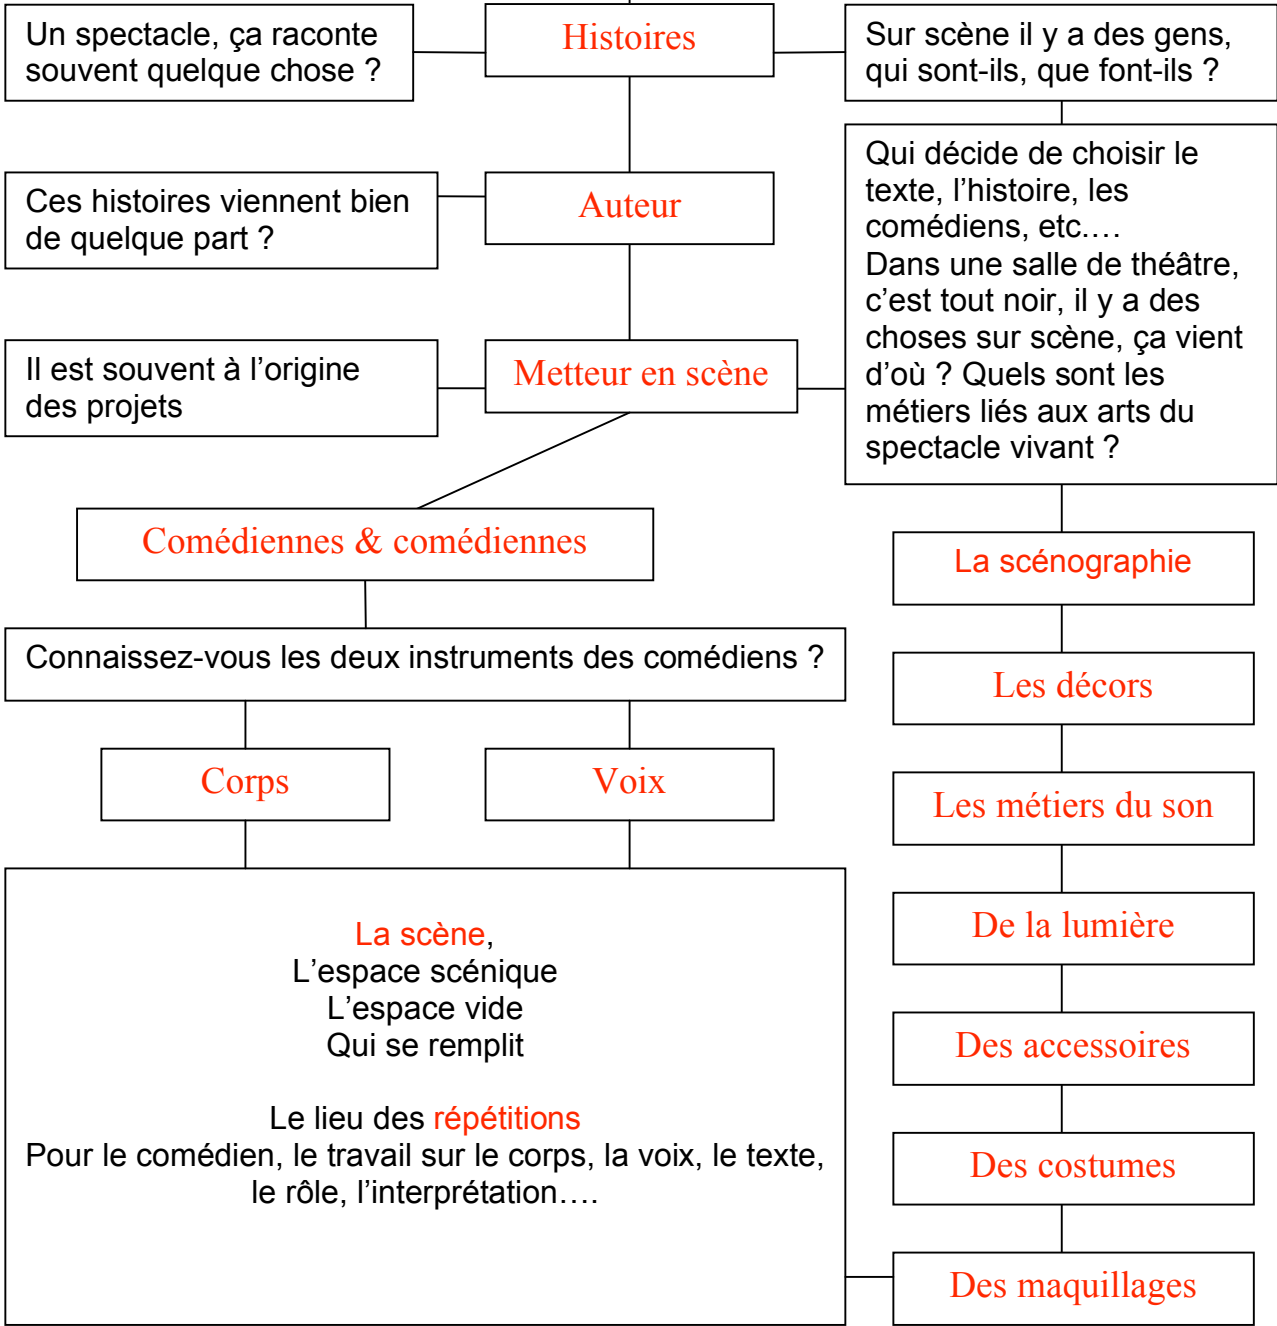 Un spectacle, ça raconte
souvent quelque chose ?
Histoires
Sur scène il y a des gens,
qui sont-ils, que font-ils ?
Ces histoires viennent bien
de quelque part ?
Auteur
Qui décide de choisir le
texte, l’histoire, les
comédiens, etc.…
Dans une salle de théâtre,
c’est tout noir, il y a des
choses sur scène, ça vient
d’où ? Quels sont les
métiers liés aux arts du
spectacle vivant ?
Il est souvent à l’origine
des projets
Metteur en scène
Comédiennes & comédiennes
Connaissez-vous les deux instruments des comédiens ?
Corps
Voix
La scène,
L’espace scénique
L’espace vide
Qui se remplit
Le lieu des répétitions
Pour le comédien, le travail sur le corps, la voix, le texte,
le rôle, l’interprétation….
La scénographie
Les décors
Les métiers du son
De la lumière
Des accessoires
Des costumes
Des maquillages